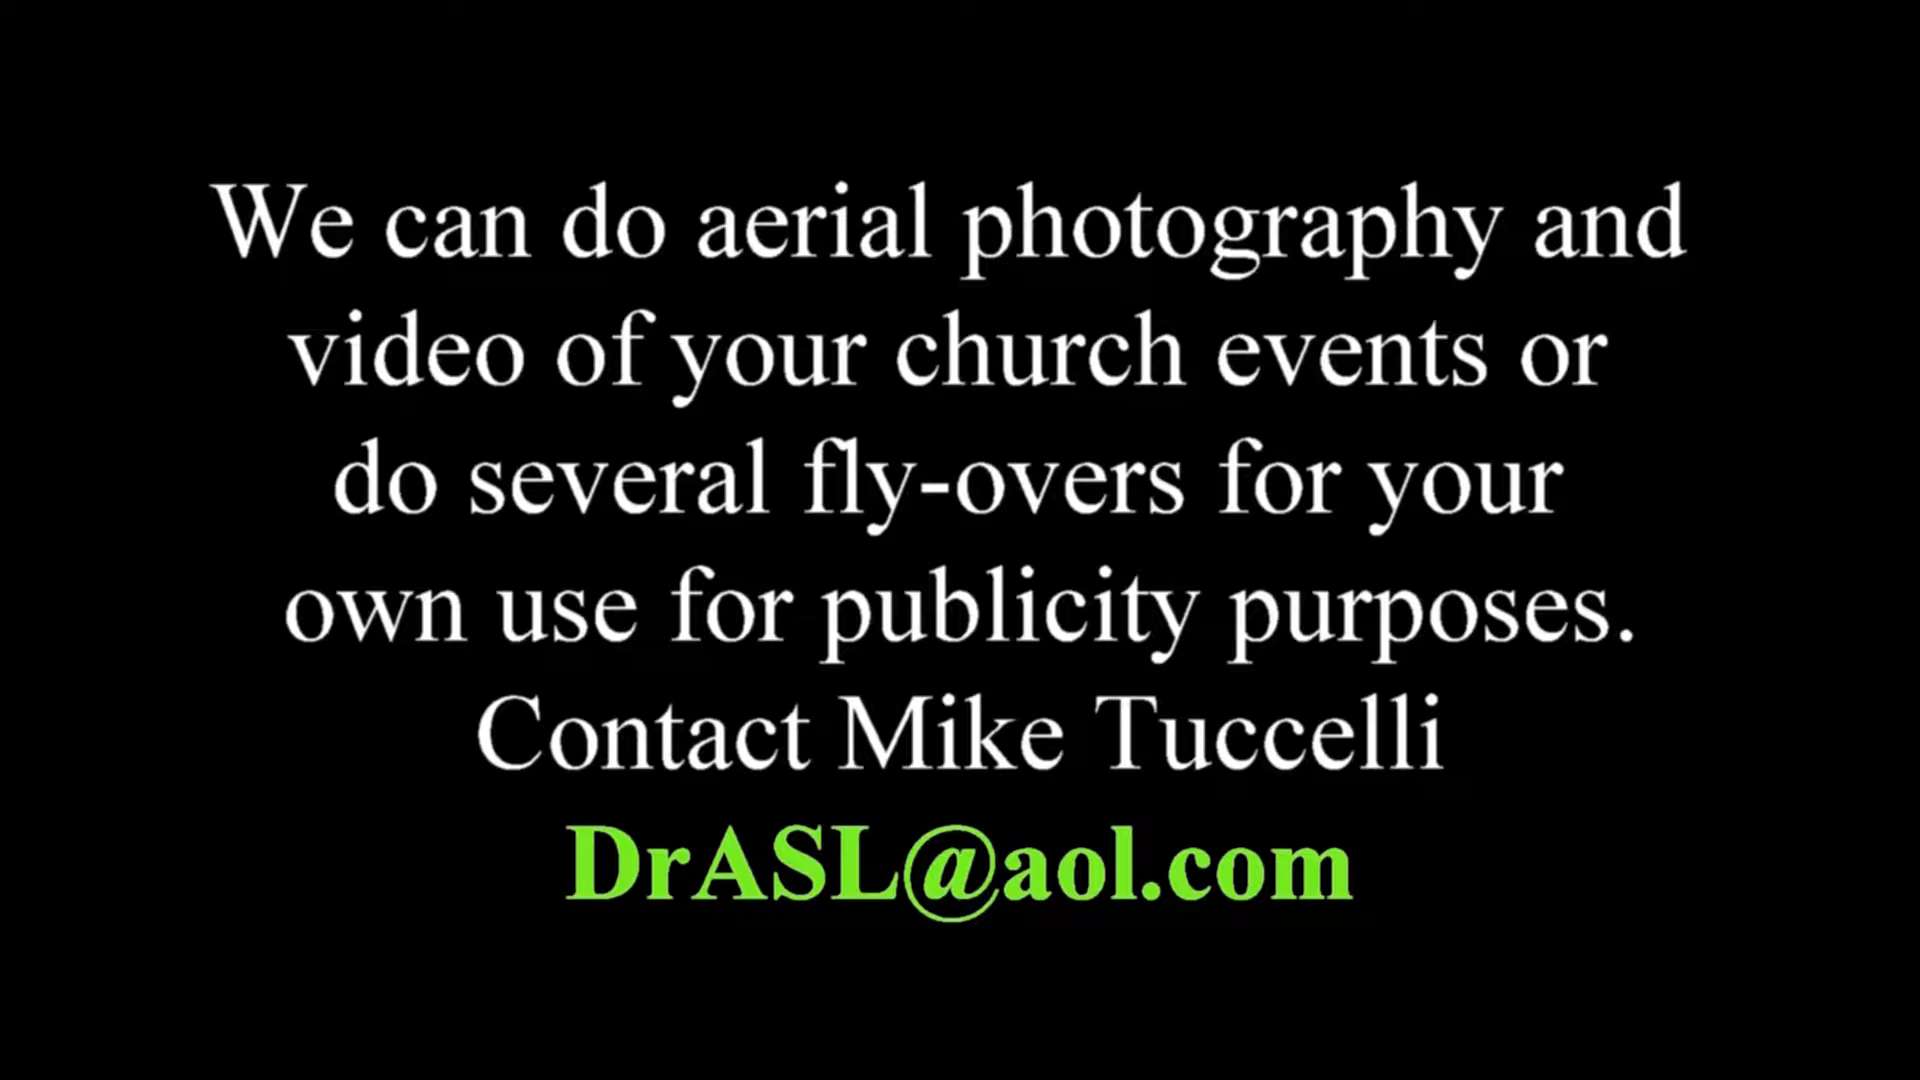 We can do aerial photography and
video of your church events or
do several fly-overs for your
own use for publicity purposes.
Contact Mike Tuccelli
DrASL@aol.com